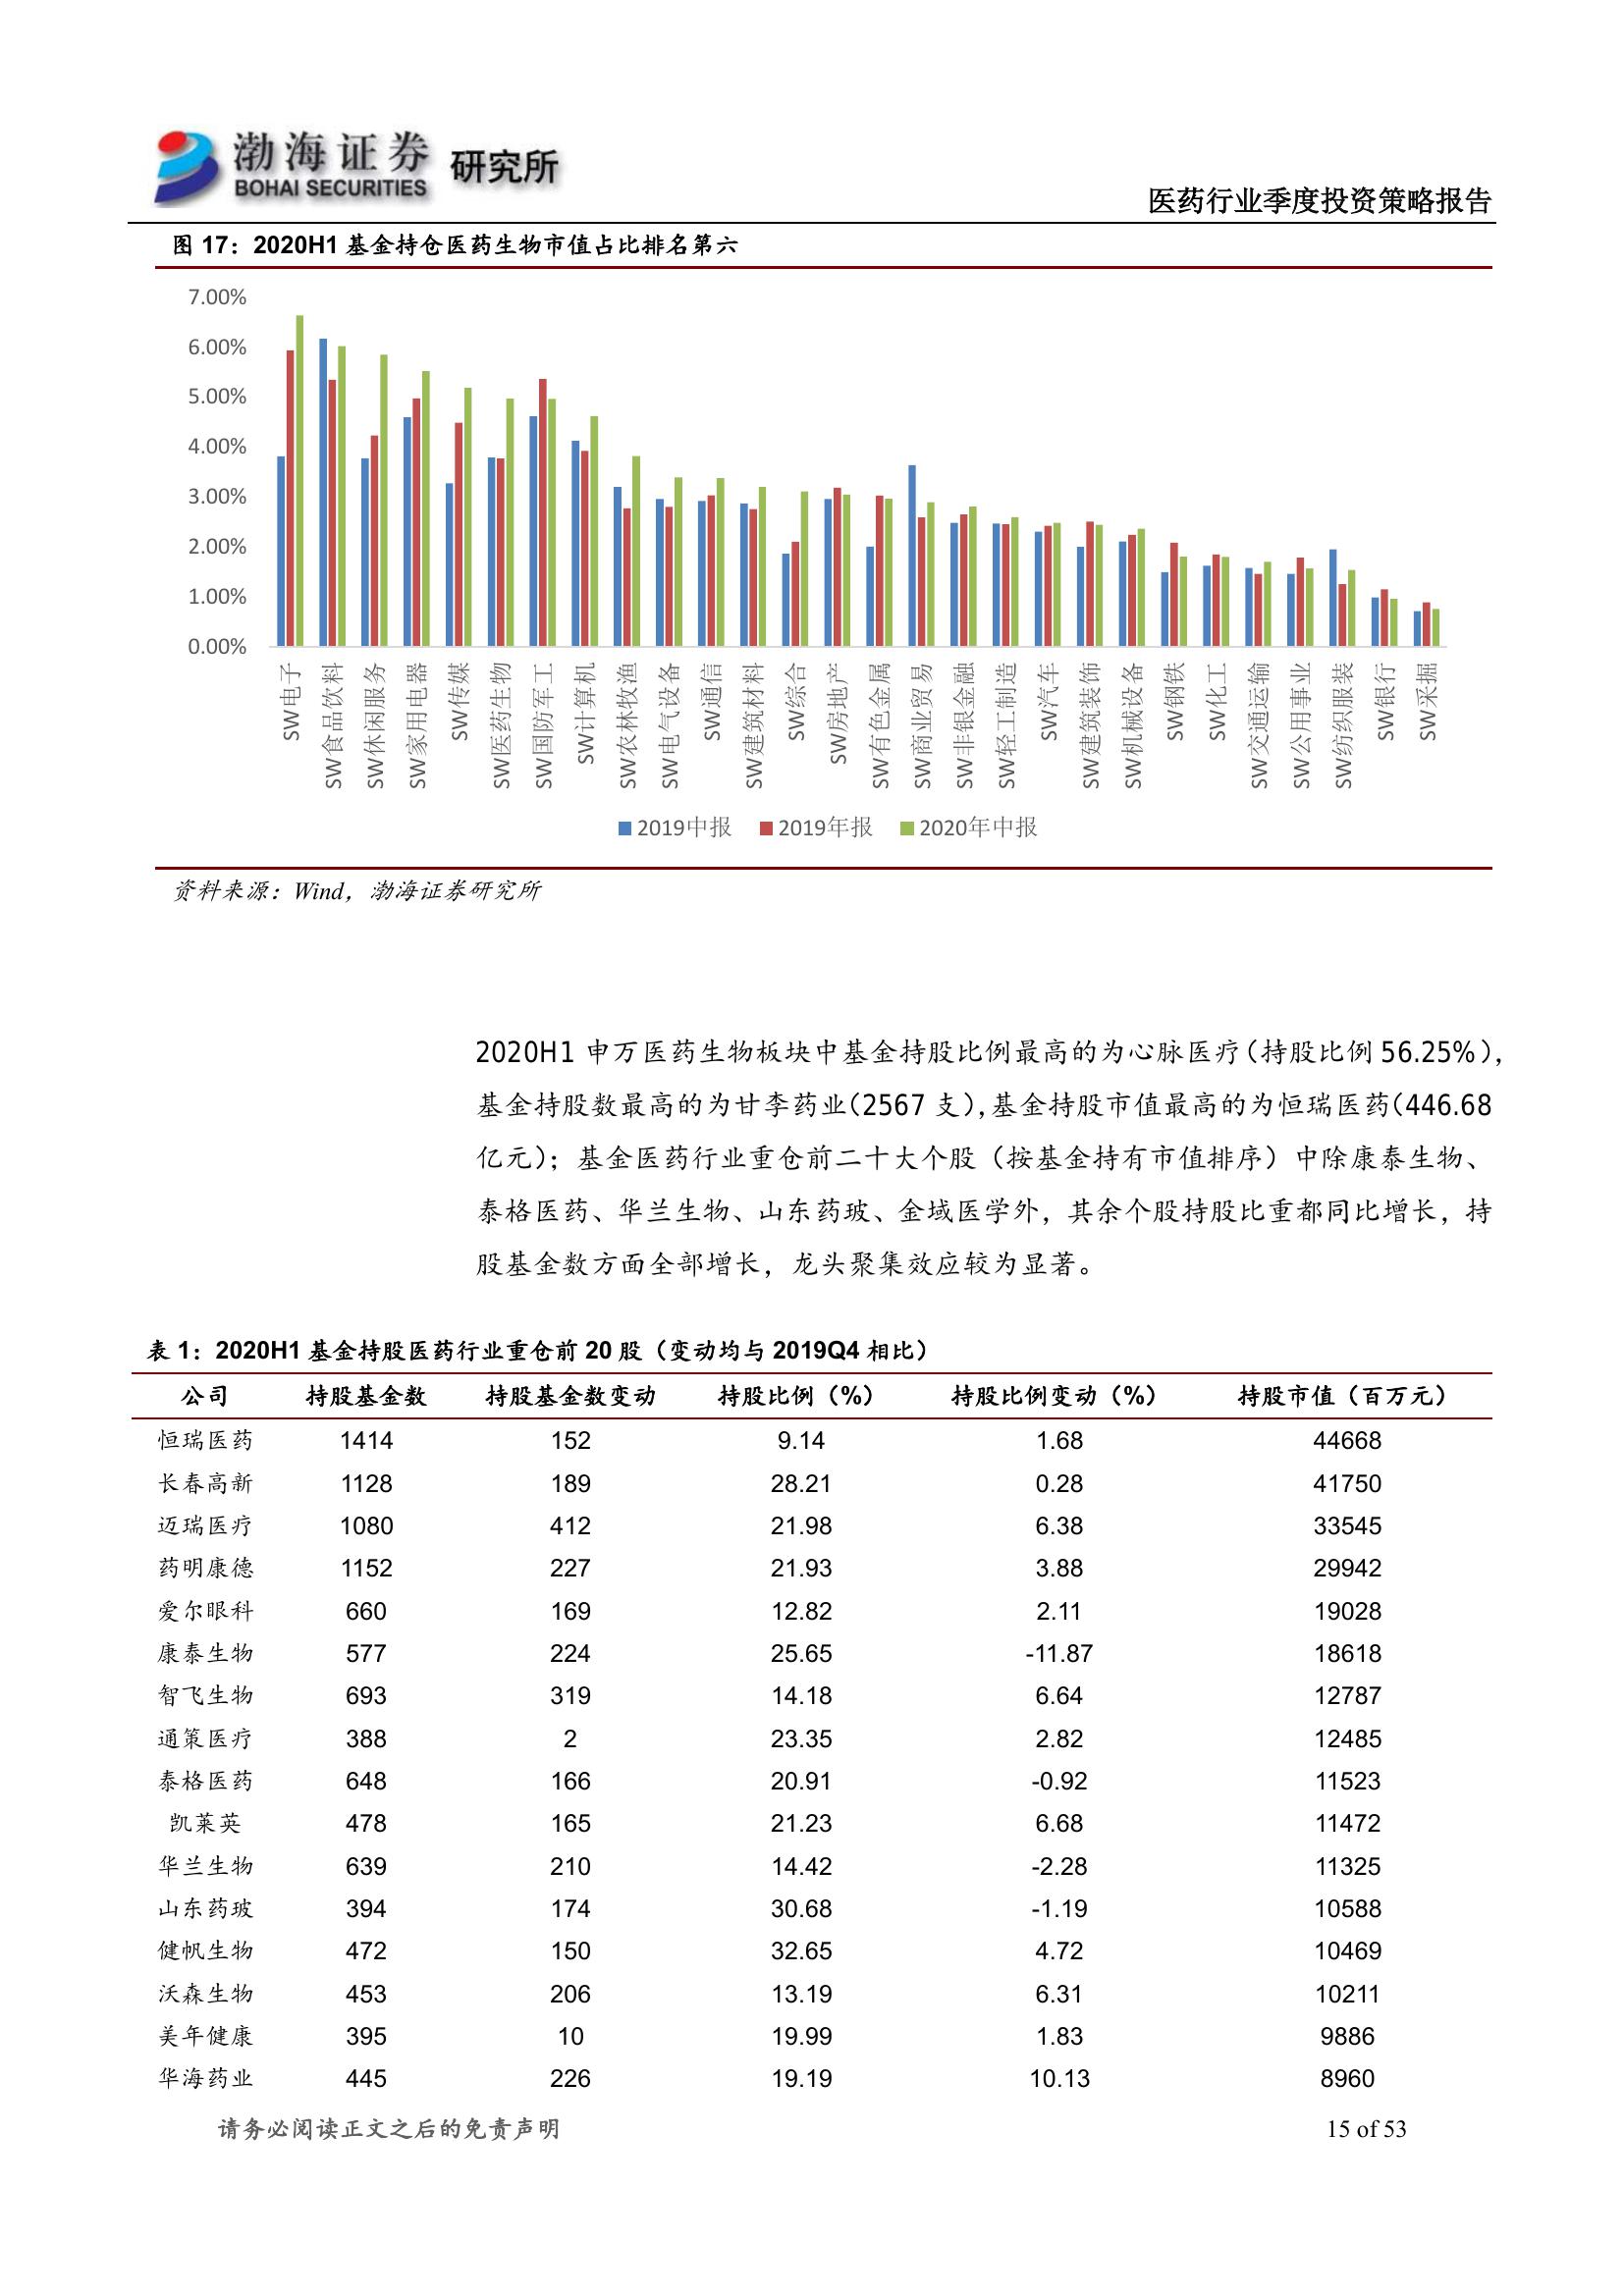 渤海证券 研究所
BOHAI SECURITIES
医药行业季度投资策略报告
图 17：2020H1 基金持仓医药生物市值占比排名第六
7.00%
6.00%
5.00%
4.00%
3.00%
2.00%
1.00%
0.00%
SW电子
SW食品饮料
SW休闲服务
SW家用电器
SW传媒
SW医药生物
SW国防军工
SW计算机
SW农林牧渔
SW电气设备
SW通信
SW建筑材料
SW综合
SW房地产
SW有色金属
SW商业贸易
SW非银金融
SW轻工制造
SW汽车
SW建筑装饰
SW机械设备
SW钢铁
SW化工
SW交通运输
SW公用事业
SW纺织服装
SW银行
SW采掘
2019中报 2019年报 2020年中报
资料来源：Wind，渤海证券研究所
2020H1 申万医药生物板块中基金持股比例最高的为心脉医疗（持股比例 56.25%），
基金持股数最高的为甘李药业（2567 支），基金持股市值最高的为恒瑞医药（446.68
亿元）；基金医药行业重仓前二十大个股（按基金持有市值排序）中除康泰生物、
泰格医药、华兰生物、山东药玻、金域医学外，其余个股持股比重都同比增长，持
股基金数方面全部增长，龙头聚集效应较为显著。
表 1：2020H1 基金持股医药行业重仓前 20 股（变动均与 2019Q4 相比）
公司 持股基金数 持股基金数变动 持股比例（%） 持股比例变动（%） 持股市值（百万元）
恒瑞医药 1414 152 9.14 1.68 44668
长春高新 1128 189 28.21 0.28 41750
迈瑞医疗 1080 412 21.98 6.38 33545
药明康德 1152 227 21.93 3.88 29942
爱尔眼科 660 169 12.82 2.11 19028
康泰生物 577 224 25.65 -11.87 18618
智飞生物 693 319 14.18 6.64 12787
通策医疗 388 2 23.35 2.82 12485
泰格医药 648 166 20.91 -0.92 11523
凯莱英 478 165 21.23 6.68 11472
华兰生物 639 210 14.42 -2.28 11325
山东药玻 394 174 30.68 -1.19 10588
健帆生物 472 150 32.65 4.72 10469
沃森生物 453 206 13.19 6.31 10211
美年健康 395 10 19.99 1.83 9886
华海药业 445 226 19.19 10.13 8960
请务必阅读正文之后的免责声明 15 of 53